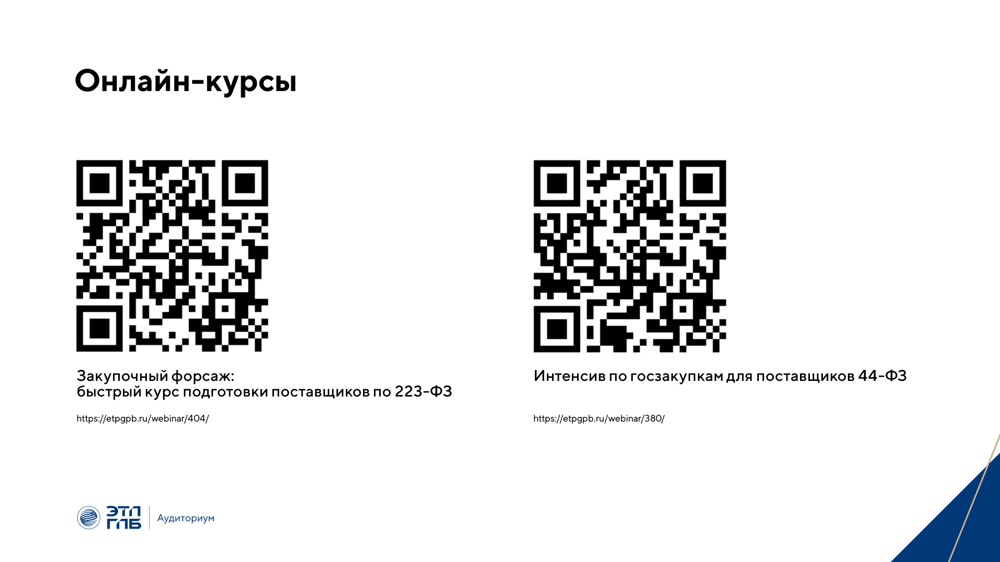 Онлайн-курсы
Закупочный форсаж:
быстрый курс подготовки поставщиков по 223-ФЗ
https://etpgpb.ru/webinar/404/
Интенсив по госзакупкам для поставщиков 44-ФЗ
https://etpgpb.ru/webinar/380/
ЭТП
ГПБ
Аудиториум